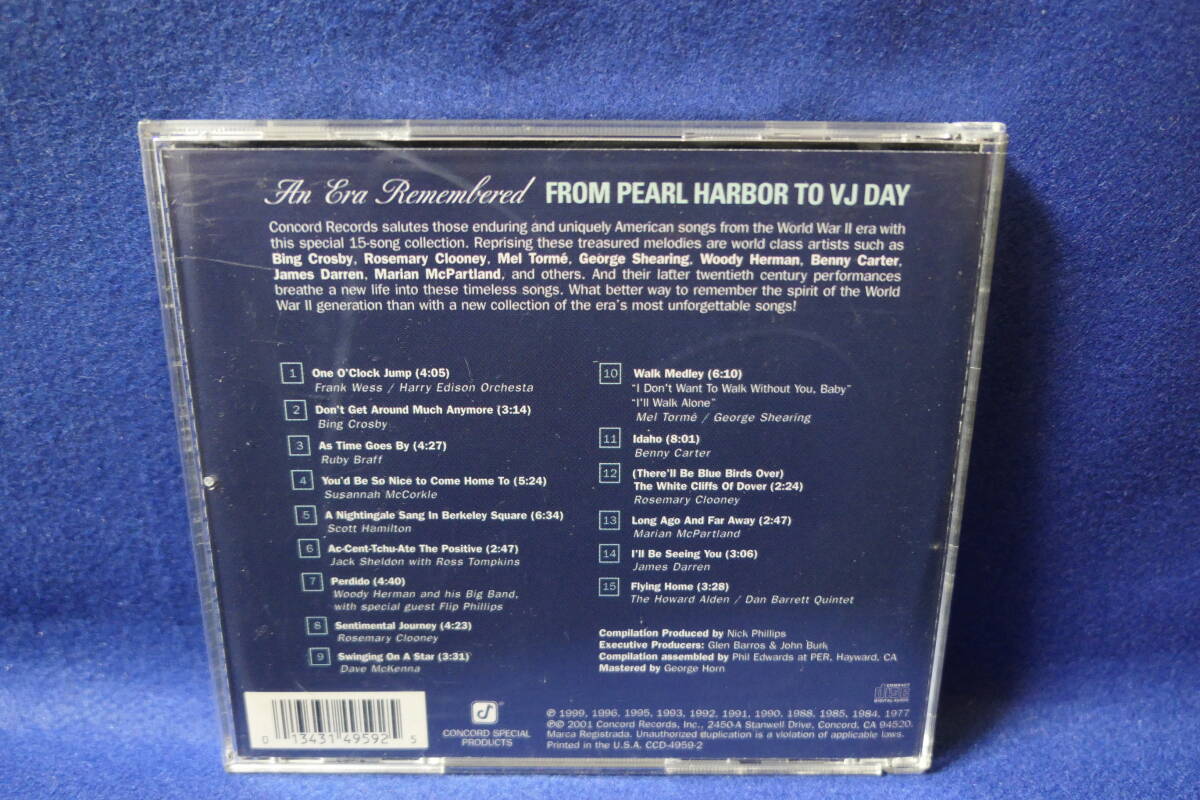 An Era Remembered FROM PEARL HARBOR TO VJ DAY
Concord Records salutes those enduring and uniquely American songs from the World War II era with
this special 15-song collection. Reprising these treasured melodies are world class artists such as
Bing Crosby, Rosemary Clooney, Mel Tormé, George Shearing, Woody Herman, Benny Carter,
James Darren, Marian McPartland, and others. And their latter twentieth century performances
breathe a new life into these timeless songs. What better way to remember the spirit of the World
War II generation than with a new collection of the era's most unforgettable songs!
1 One O'Clock Jump (4:05)
Frank Wess / Harry Edison Orchesta
2 Don't Get Around Much Anymore (3:14)
Bing Crosby
3 As Time Goes By (4:27)
Ruby Braff
4 You'd Be So Nice to Come Home To (5:24)
Susannah McCorkle
5 A Nightingale Sang In Berkeley Square (6:34)
Scott Hamilton
6 Ac-Cent-Tchu-Ate The Positive (2:47)
Jack Sheldon with Ross Tompkins
7 Perdido (4:40)
Woody Herman and his Big Band,
with special guest Flip Phillips
8 Sentimental Journey (4:23)
Rosemary Clooney
9 Swinging On A Star (3:31)
Dave McKenna
10 Walk Medley (6:10)
"I Don't Want To Walk Without You, Baby"
"I'll Walk Alone"
Mel Tormé / George Shearing
11 Idaho (8:01)
Benny Carter
12 (There'll Be Blue Birds Over)
The White Cliffs Of Dover (2:24)
Rosemary Clooney
13 Long Ago And Far Away (2:47)
Marian McPartland
14 I'll Be Seeing You (3:06)
James Darren
15 Flying Home (3:28)
The Howard Alden / Dan Barrett Quintet
Compilation Produced by Nick Phillips
Executive Producers: Glen Barros & John Burk
Compilation assembled by Phil Edwards at PER, Hayward, CA
Mastered by George Horn
0 13431 49592 5
CONCORD SPECIAL
PRODUCTS
COMPACT
disc
DIGITAL AUDIO
℗ 1999, 1996, 1995, 1993, 1992, 1991, 1990, 1988, 1985, 1984, 1977
℗© 2001 Concord Records, Inc., 2450-A Stanwell Drive, Concord, CA 94520.
Marca Registrada. Unauthorized duplication is a violation of applicable laws.
Printed in the U.S.A. CCD-4959-2